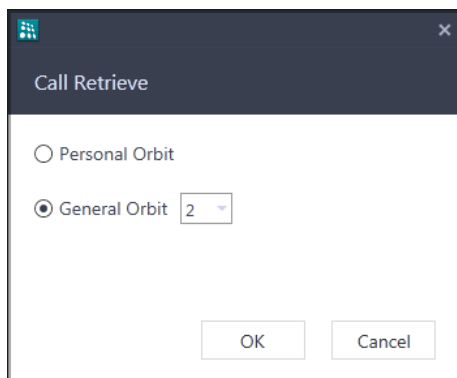 Call Retrieve
Personal Orbit
General Orbit 2
OK Cancel